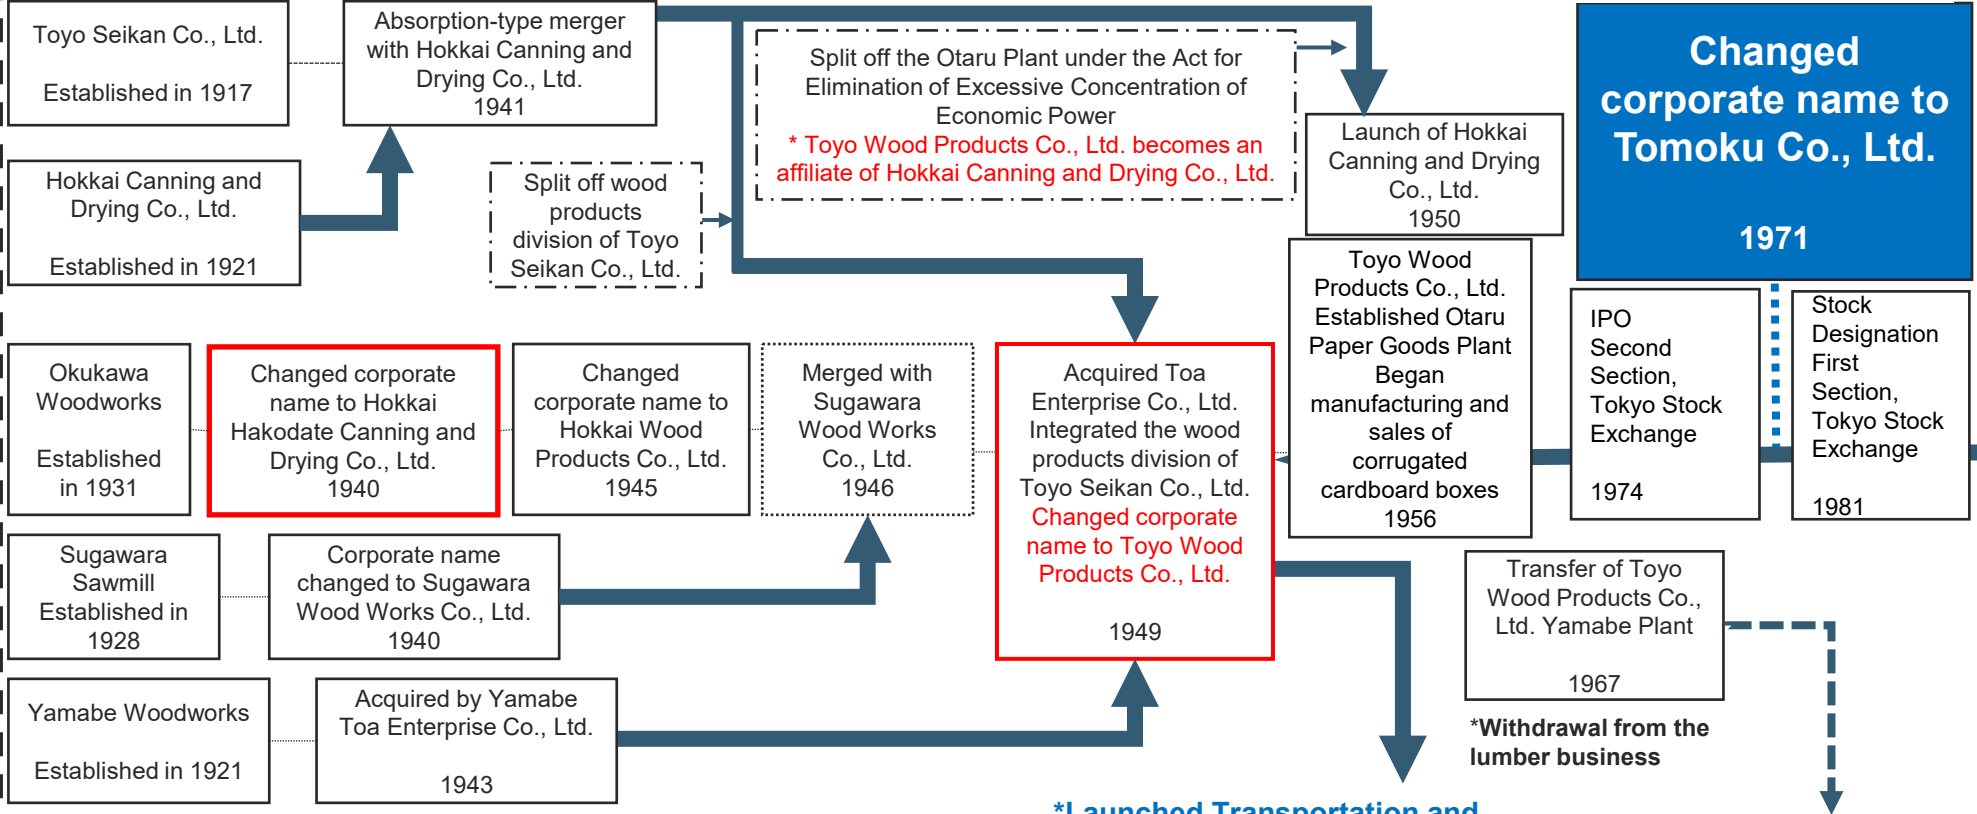 Toyo Seikan Co., Ltd.
Established in 1917
Absorption-type merger
with Hokkai Canning and
Drying Co., Ltd.
1941
Split off the Otaru Plant under the Act for
Elimination of Excessive Concentration of
Economic Power
* Toyo Wood Products Co., Ltd. becomes an
affiliate of Hokkai Canning and Drying Co., Ltd.
Changed
corporate name to
Tomoku Co., Ltd.
1971
Launch of Hokkai
Canning and Drying
Co., Ltd.
1950
Hokkai Canning and
Drying Co., Ltd.
Established in 1921
Split off wood
products
division of Toyo
Seikan Co., Ltd.
Okukawa
Woodworks
Established
in 1931
Changed corporate
name to Hokkai
Hakodate Canning and
Drying Co., Ltd.
1940
Changed
corporate name to
Hokkai Wood
Products Co., Ltd.
1945
Merged with
Sugawara
Wood Works
Co., Ltd.
1946
Acquired Toa
Enterprise Co., Ltd.
Integrated the wood
products division of
Toyo Seikan Co., Ltd.
Changed corporate
name to Toyo Wood
Products Co., Ltd.
1949
Toyo Wood
Products Co., Ltd.
Established Otaru
Paper Goods Plant
Began
manufacturing and
sales of
corrugated
cardboard boxes
1956
IPO
Second
Section,
Tokyo Stock
Exchange
1974
Stock
Designation
First
Section,
Tokyo Stock
Exchange
1981
Sugawara
Sawmill
Established in
1928
Corporate name
changed to Sugawara
Wood Works Co., Ltd.
1940
Transfer of Toyo
Wood Products Co.,
Ltd. Yamabe Plant
1967
*Withdrawal from the
lumber business
Yamabe Woodworks
Established in 1921
Acquired by Yamabe
Toa Enterprise Co., Ltd.
1943
*Launched Transportation and